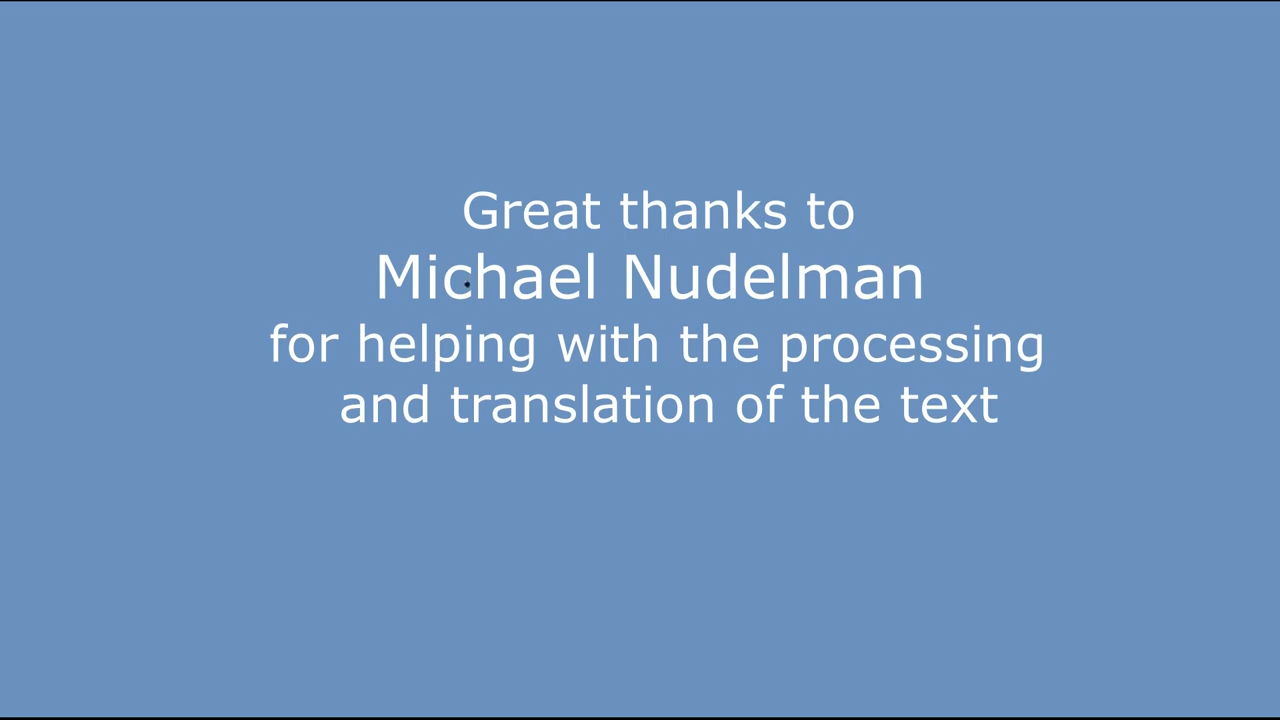 Great thanks to
Michael Nudelman
for helping with the processing
and translation of the text